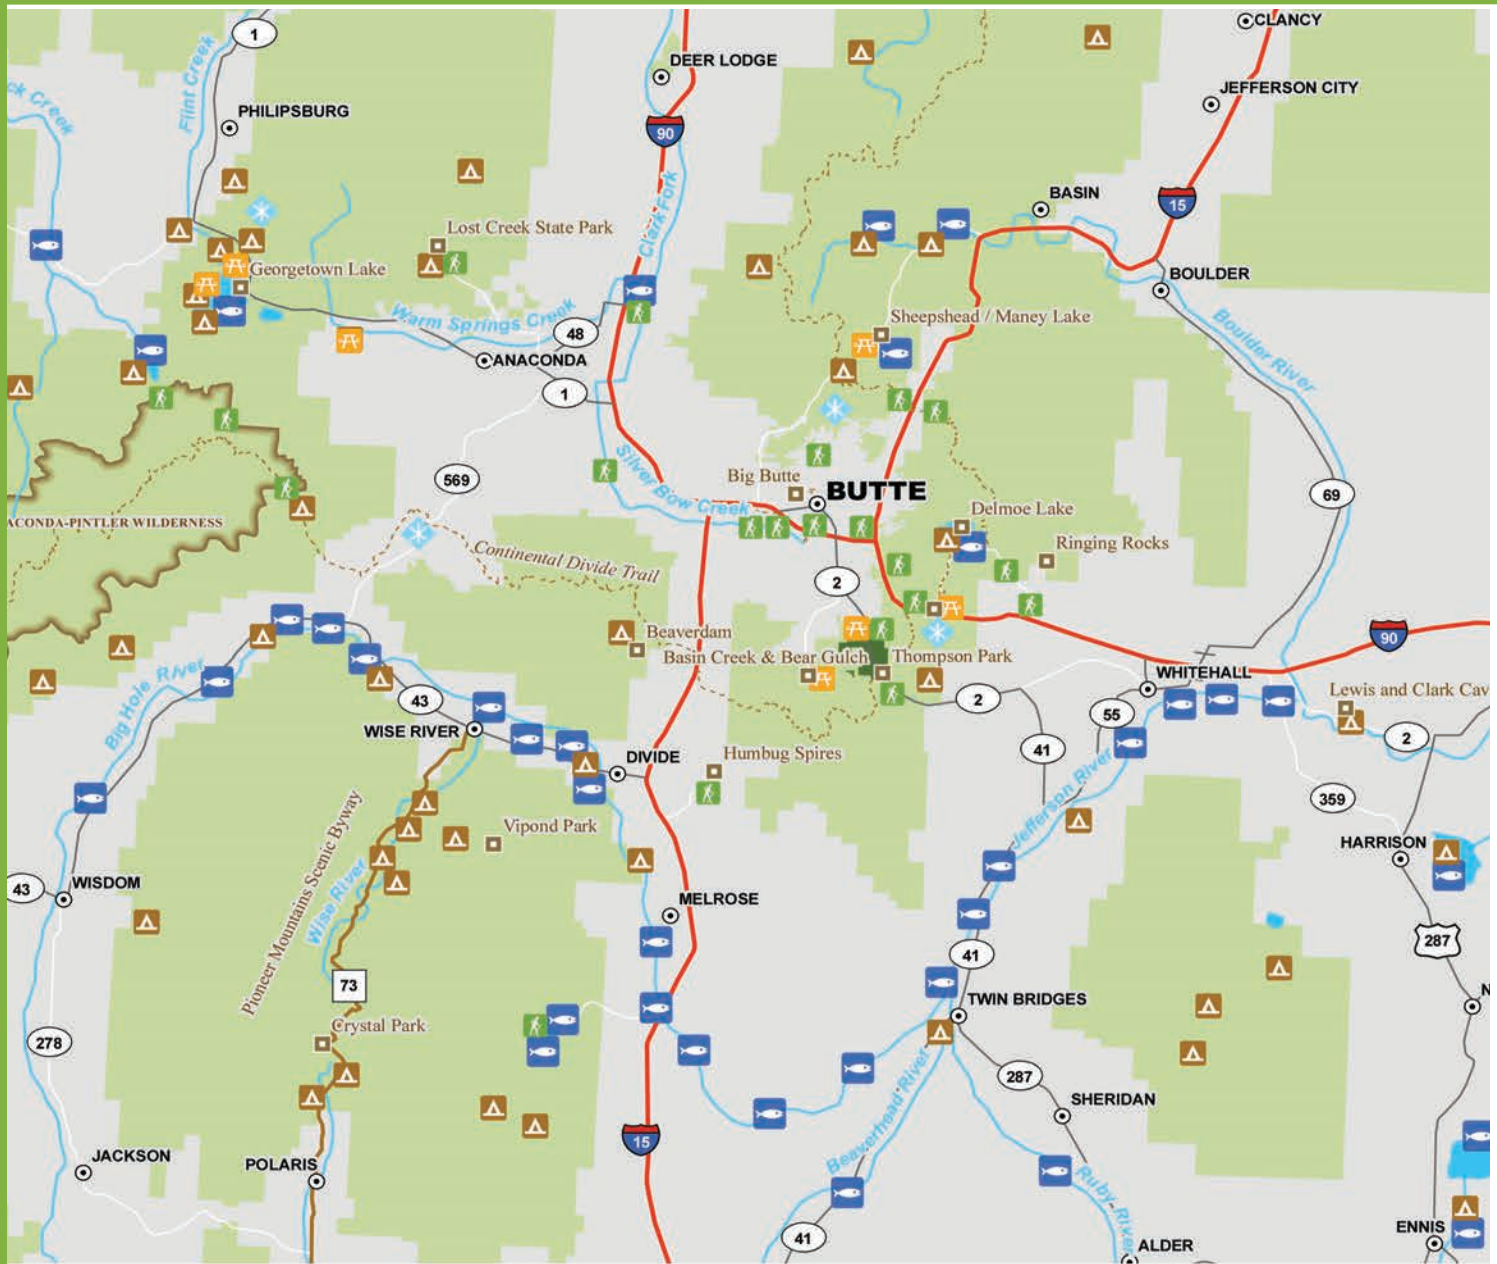 1
CLANCY
DEER LODGE
Flint Creek
JEFFERSON CITY
ck Creek
PHILIPSBURG
90
BASIN
15
Clark Fork
Lost Creek State Park
Georgetown Lake
BOULDER
Warm Springs Creek
48
Sheepshead / Maney Lake
Boulder River
ANACONDA
1
569
Silver Bow Creek
Big Butte
BUTTE
69
ACONDA-PINTLER WILDERNESS
Delmoe Lake
Ringing Rocks
Continental Divide Trail
2
Beaverdam
90
Basin Creek & Bear Gulch
Thompson Park
WHITEHALL
Big Hole River
43
2
55
Lewis and Clark Cav
WISE RIVER
2
41
DIVIDE
Humbug Spires
Jefferson River
359
Pioneer Mountains Scenic Byway
Vipond Park
HARRISON
43
WISDOM
Wise River
MELROSE
287
41
73
TWIN BRIDGES
N
Crystal Park
278
287
Beaverhead River
SHERIDAN
15
JACKSON
POLARIS
Ruby River
41
ENNIS
ALDER